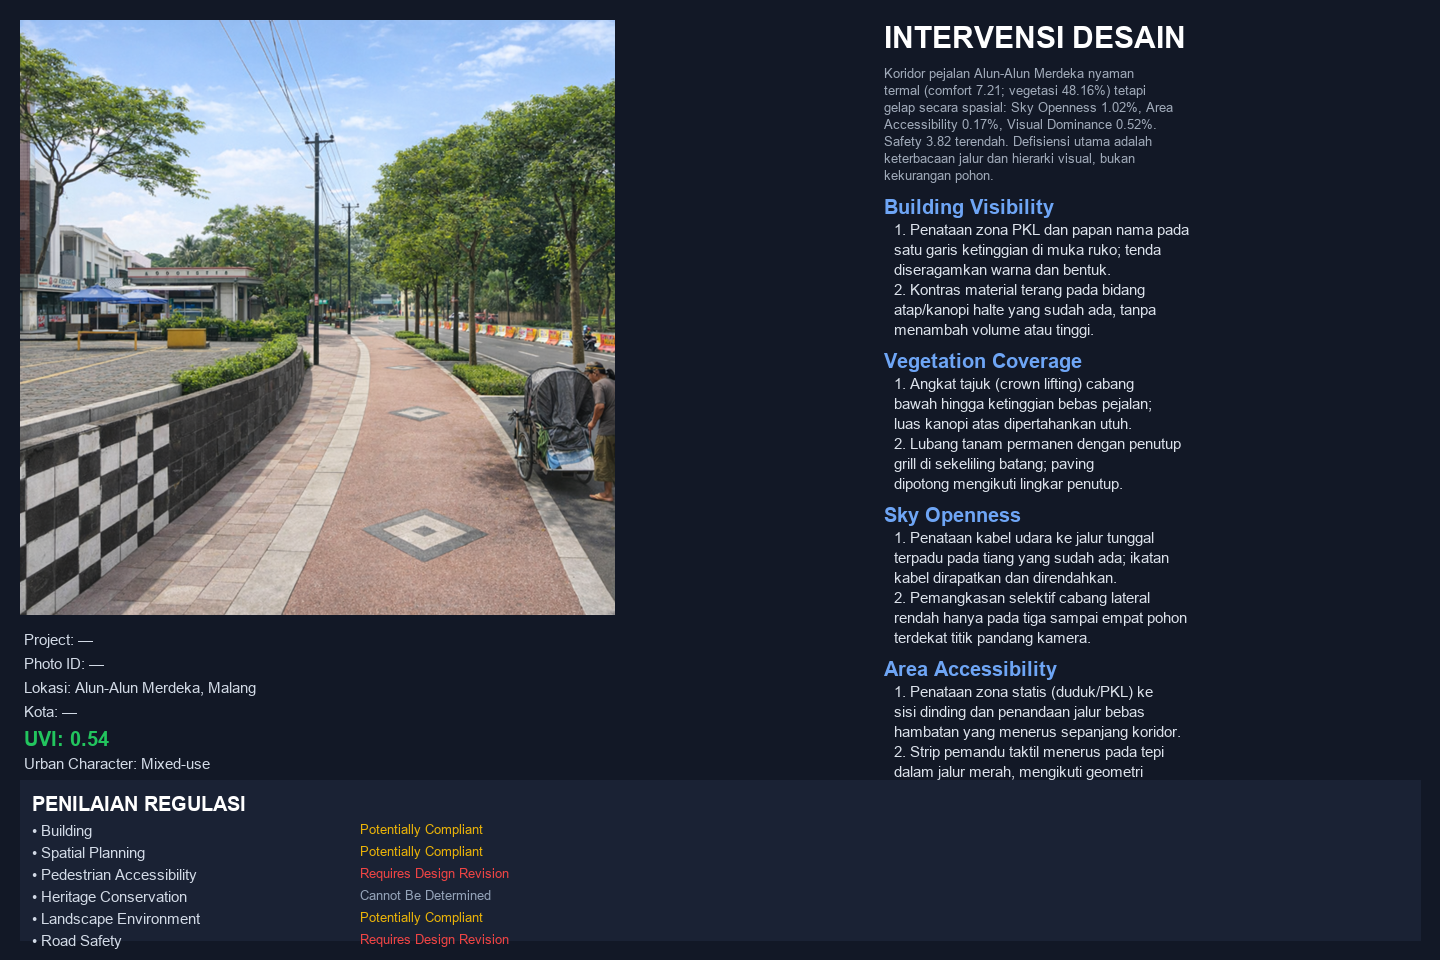 INTERVENSI DESAIN
Koridor pejalan Alun-Alun Merdeka nyaman
termal (comfort 7.21; vegetasi 48.16%) tetapi
gelap secara spasial: Sky Openness 1.02%, Area
Accessibility 0.17%, Visual Dominance 0.52%.
Safety 3.82 terendah. Defisiensi utama adalah
keterbacaan jalur dan hierarki visual, bukan
kekurangan pohon.
Building Visibility
1. Penataan zona PKL dan papan nama pada
satu garis ketinggian di muka ruko; tenda
diseragamkan warna dan bentuk.
2. Kontras material terang pada bidang
atap/kanopi halte yang sudah ada, tanpa
menambah volume atau tinggi.
Vegetation Coverage
1. Angkat tajuk (crown lifting) cabang
bawah hingga ketinggian bebas pejalan;
luas kanopi atas dipertahankan utuh.
2. Lubang tanam permanen dengan penutup
grill di sekeliling batang; paving
dipotong mengikuti lingkar penutup.
Sky Openness
1. Penataan kabel udara ke jalur tunggal
terpadu pada tiang yang sudah ada; ikatan
kabel dirapatkan dan direndahkan.
2. Pemangkasan selektif cabang lateral
rendah hanya pada tiga sampai empat pohon
terdekat titik pandang kamera.
Area Accessibility
1. Penataan zona statis (duduk/PKL) ke
sisi dinding dan penandaan jalur bebas
hambatan yang menerus sepanjang koridor.
2. Strip pemandu taktil menerus pada tepi
dalam jalur merah, mengikuti geometri
Project: —
Photo ID: —
Lokasi: Alun-Alun Merdeka, Malang
Kota: —
UVI: 0.54
Urban Character: Mixed-use
PENILAIAN REGULASI
• Building Potentially Compliant
• Spatial Planning Potentially Compliant
• Pedestrian Accessibility Requires Design Revision
• Heritage Conservation Cannot Be Determined
• Landscape Environment Potentially Compliant
• Road Safety Requires Design Revision